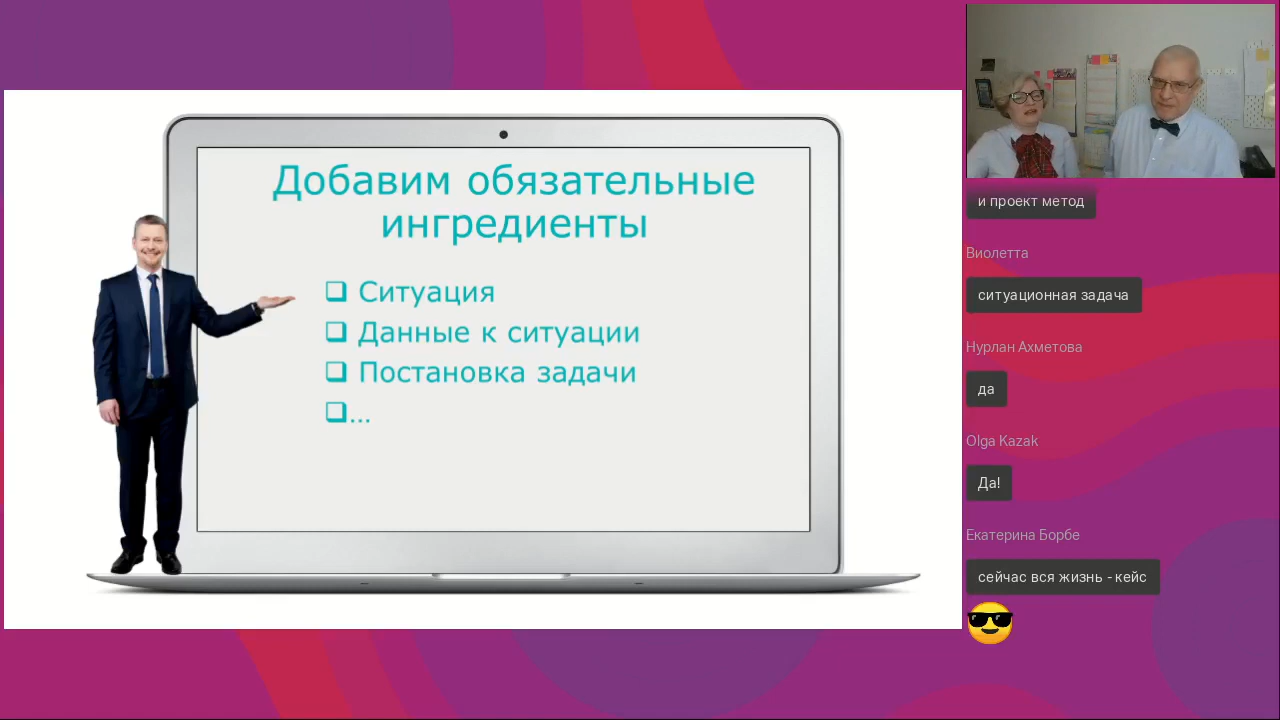 Добавим обязательные
ингредиенты
❑ Ситуация
❑ Данные к ситуации
❑ Постановка задачи
❑...
и проект метод
Виолетта
ситуационная задача
Нурлан Ахметова
да
Olga Kazak
Да!
Екатерина Борбе
сейчас вся жизнь - кейс